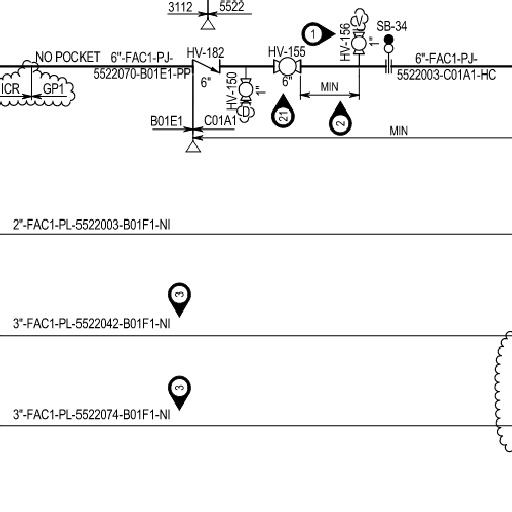 3112 5522
1
HV-156
V
1"
SB-34
NO POCKET
6"-FAC1-PJ-
5522070-B01E1-PP
HV-182
6"
HV-155
6"
6"-FAC1-PJ-
5522003-C01A1-HC
ICR GP1
HV-150
1"
D
MIN
21
2
B01E1 C01A1
MIN
2"-FAC1-PL-5522003-B01F1-NI
3
3"-FAC1-PL-5522042-B01F1-NI
3
3"-FAC1-PL-5522074-B01F1-NI